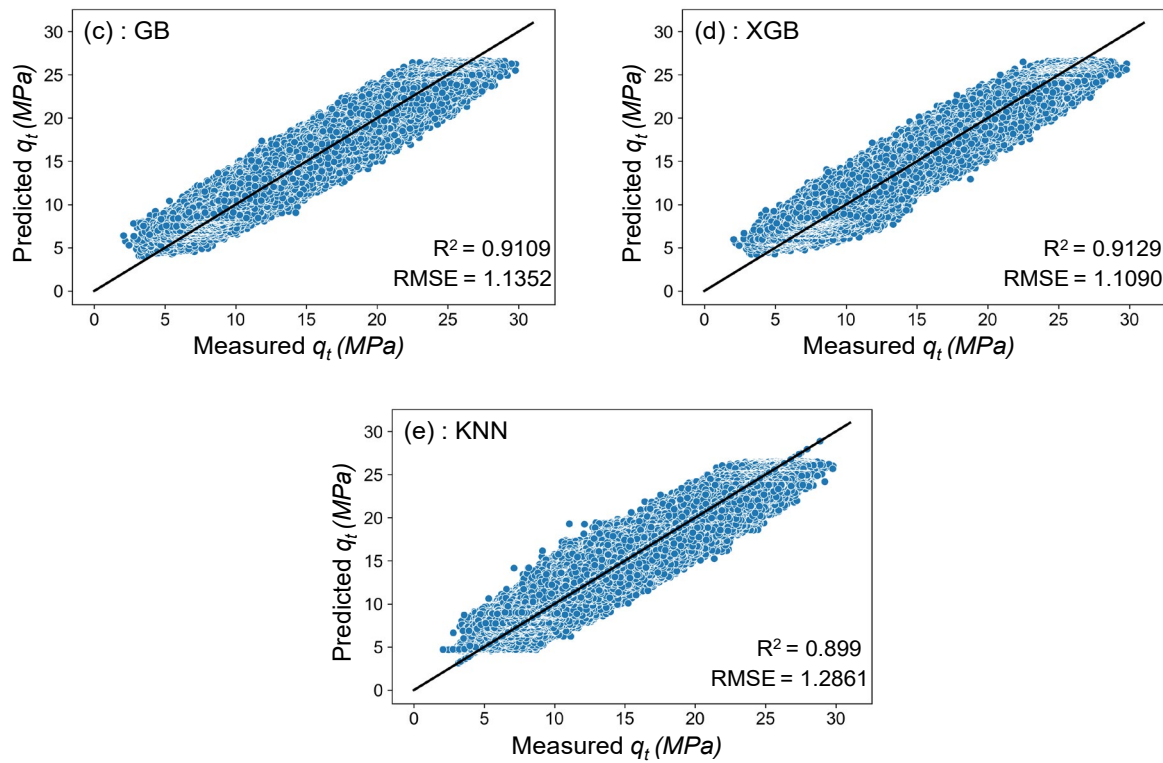 (c) : GB
Predicted q_t (MPa)
30
25
20
15
10
5
0
R² = 0.9109
RMSE = 1.1352
0 5 10 15 20 25 30
Measured q_t (MPa)
(d) : XGB
Predicted q_t (MPa)
30
25
20
15
10
5
0
R² = 0.9129
RMSE = 1.1090
0 5 10 15 20 25 30
Measured q_t (MPa)
(e) : KNN
Predicted q_t (MPa)
30
25
20
15
10
5
0
R² = 0.899
RMSE = 1.2861
0 5 10 15 20 25 30
Measured q_t (MPa)